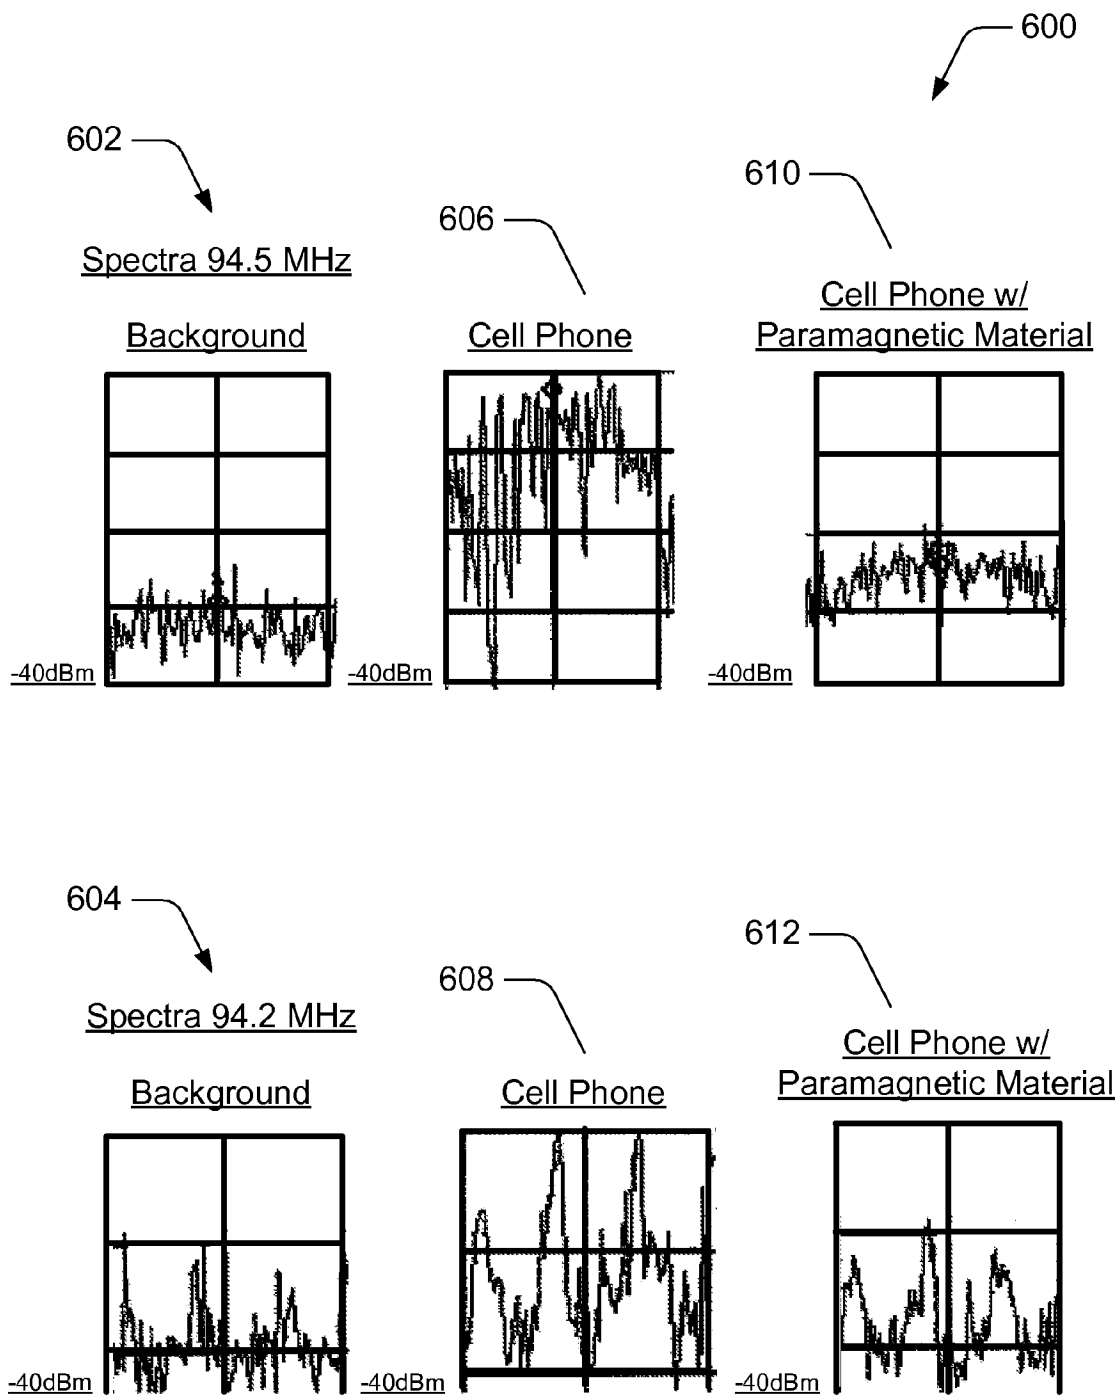 600
602
610
606
Spectra 94.5 MHz
Cell Phone w/
Paramagnetic Material
Background
Cell Phone
-40dBm
-40dBm
-40dBm
604
612
608
Spectra 94.2 MHz
Cell Phone w/
Paramagnetic Material
Background
Cell Phone
-40dBm
-40dBm
-40dBm